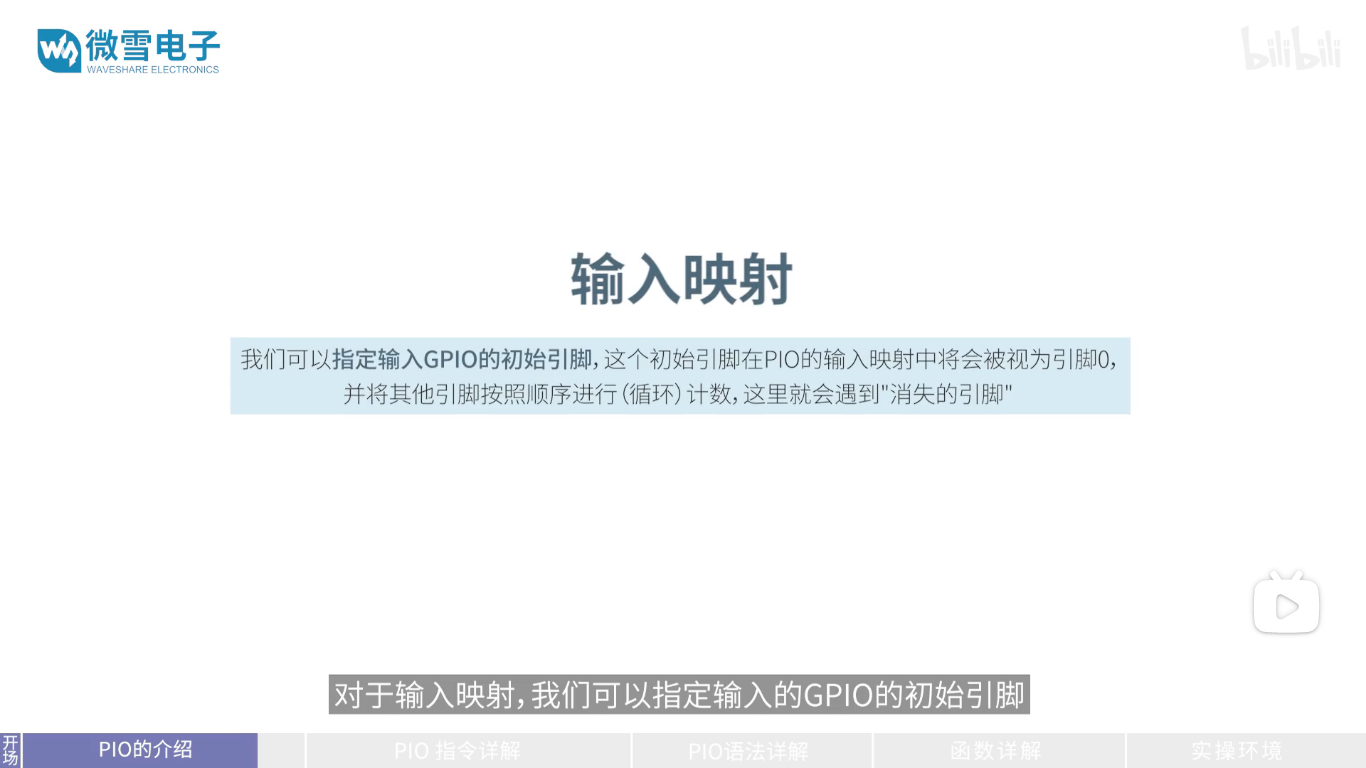 微雪电子
WAVESHARE ELECTRONICS
bilibili
输入映射
我们可以指定输入GPIO的初始引脚，这个初始引脚在PIO的输入映射中将会被视为引脚0，
并将其他引脚按照顺序进行（循环）计数，这里就会遇到"消失的引脚"
对于输入映射，我们可以指定输入的GPIO的初始引脚
开场
PIO的介绍
PIO 指令详解
PIO语法详解
函数详解
实操环境